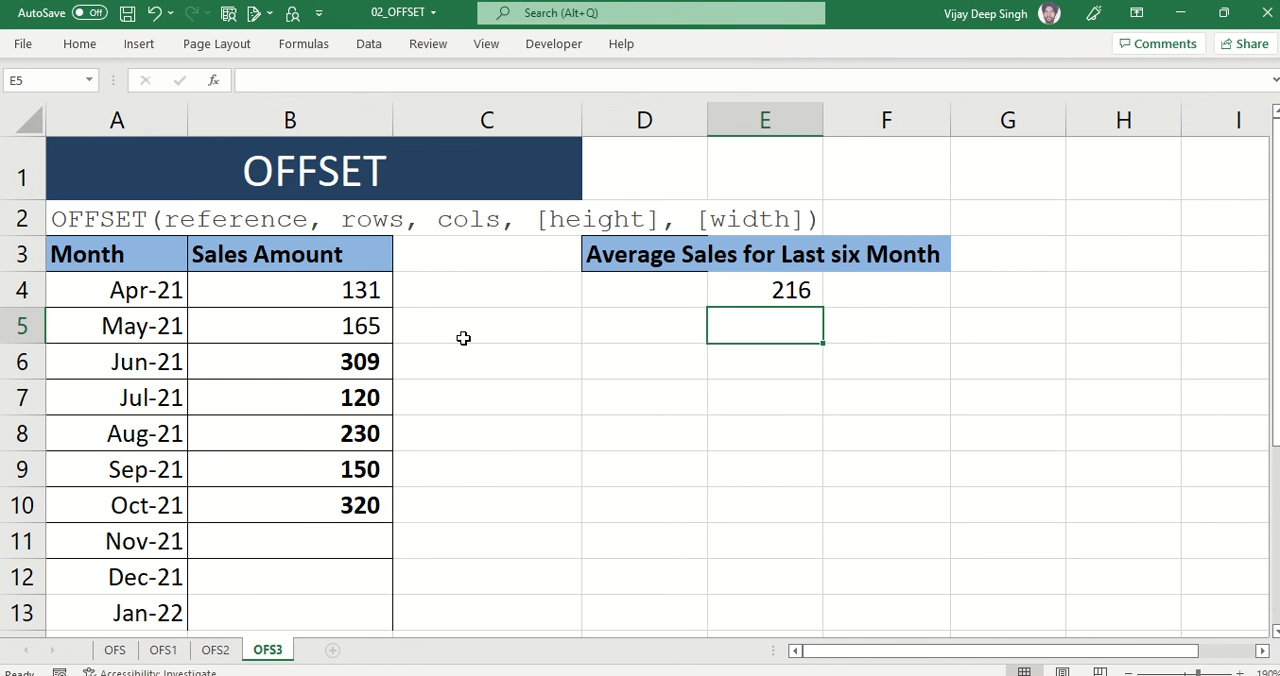 AutoSave Off 02_OFFSET Search (Alt+Q) Vijay Deep Singh
File Home Insert Page Layout Formulas Data Review View Developer Help Comments Share
E5 fx
A B C D E F G H I
1 OFFSET
2 OFFSET(reference, rows, cols, [height], [width])
3 Month Sales Amount Average Sales for Last six Month
4 Apr-21 131 216
5 May-21 165
6 Jun-21 309
7 Jul-21 120
8 Aug-21 230
9 Sep-21 150
10 Oct-21 320
11 Nov-21
12 Dec-21
13 Jan-22
OFS OFS1 OFS2 OFS3
Ready Accessibility: Investigate 190%